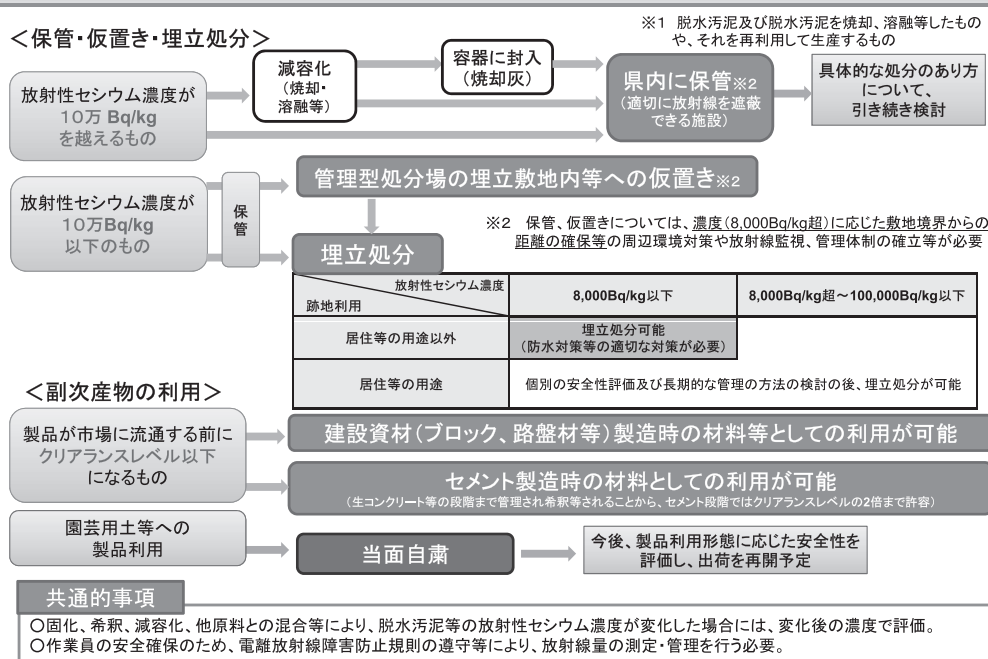 ※1 脱水汚泥及び脱水汚泥を焼却、溶融等したもの
や、それを再利用して生産するもの
＜保管・仮置き・埋立処分＞
放射性セシウム濃度が
10万 Bq/kg
を越えるもの
減容化
(焼却・
溶融等)
容器に封入
(焼却灰)
県内に保管※2
(適切に放射線を遮蔽
できる施設)
具体的な処分のあり方
について、
引き続き検討
放射性セシウム濃度が
10万Bq/kg
以下のもの
保
管
管理型処分場の埋立敷地内等への仮置き※2
※2 保管、仮置きについては、濃度(8,000Bq/kg超)に応じた敷地境界からの
距離の確保等の周辺環境対策や放射線監視、管理体制の確立等が必要
埋立処分
放射性セシウム濃度
跡地利用
8,000Bq/kg以下
8,000Bq/kg超～100,000Bq/kg以下
居住等の用途以外
埋立処分可能
(防水対策等の適切な対策が必要)
居住等の用途
個別の安全性評価及び長期的な管理の方法の検討の後、埋立処分が可能
＜副次産物の利用＞
製品が市場に流通する前に
クリアランスレベル以下
になるもの
建設資材(ブロック、路盤材等)製造時の材料等としての利用が可能
セメント製造時の材料としての利用が可能
(生コンクリート等の段階まで管理され希釈等されることから、セメント段階ではクリアランスレベルの2倍まで許容)
園芸用土等への
製品利用
当面自粛
今後、製品利用形態に応じた安全性を
評価し、出荷を再開予定
共通的事項
○固化、希釈、減容化、他原料との混合等により、脱水汚泥等の放射性セシウム濃度が変化した場合には、変化後の濃度で評価。
○作業員の安全確保のため、電離放射線障害防止規則の遵守等により、放射線量の測定・管理を行う必要。